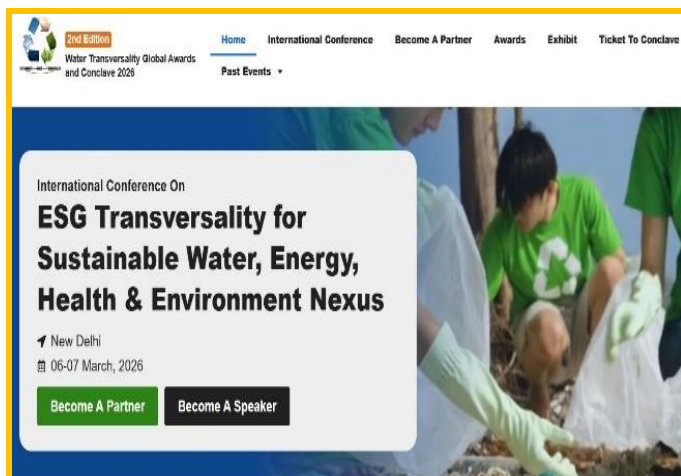 2nd Edition
Water Transversality Global Awards
and Conclave 2026
Home International Conference Become A Partner Awards Exhibit Ticket To Conclave
Past Events
International Conference On
ESG Transversality for
Sustainable Water, Energy,
Health & Environment Nexus
New Delhi
06-07 March, 2026
Become A Partner Become A Speaker